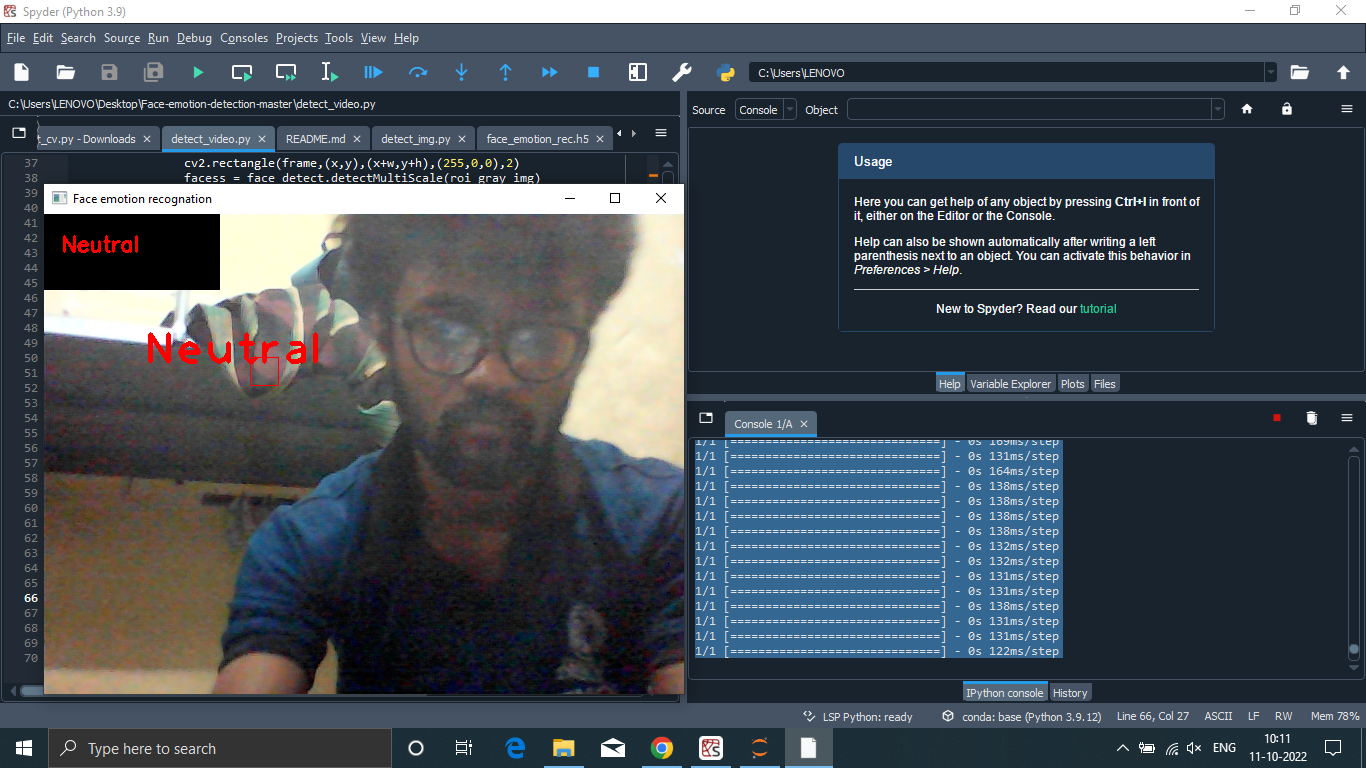 Spyder (Python 3.9)
File Edit Search Source Run Debug Consoles Projects Tools View Help
C:\Users\LENOVO
C:\Users\LENOVO\Desktop\Face-emotion-detection-master\detect_video.py
t_cv.py - Downloads
detect_video.py
README.md
detect_img.py
face_emotion_rec.h5
Source Console Object
37 cv2.rectangle(frame,(x,y),(x+w,y+h),(255,0,0),2)
38 facess = face_detect.detectMultiScale(roi_gray_img)
39
40
41
42
43
44
45
46
47
48
49
50
51
52
53
54
55
56
57
58
59
60
61
62
63
64
65
66
67
68
69
70
Face emotion recognation
Neutral
Neutral
Usage
Here you can get help of any object by pressing Ctrl+I in front of
it, either on the Editor or the Console.
Help can also be shown automatically after writing a left
parenthesis next to an object. You can activate this behavior in
Preferences > Help.
New to Spyder? Read our tutorial
Help Variable Explorer Plots Files
Console 1/A
1/1 [==============================] - 0s 169ms/step
1/1 [==============================] - 0s 131ms/step
1/1 [==============================] - 0s 164ms/step
1/1 [==============================] - 0s 138ms/step
1/1 [==============================] - 0s 138ms/step
1/1 [==============================] - 0s 138ms/step
1/1 [==============================] - 0s 138ms/step
1/1 [==============================] - 0s 132ms/step
1/1 [==============================] - 0s 132ms/step
1/1 [==============================] - 0s 131ms/step
1/1 [==============================] - 0s 131ms/step
1/1 [==============================] - 0s 138ms/step
1/1 [==============================] - 0s 131ms/step
1/1 [==============================] - 0s 131ms/step
1/1 [==============================] - 0s 122ms/step
IPython console History
LSP Python: ready conda: base (Python 3.9.12) Line 66, Col 27 ASCII LF RW Mem 78%
Type here to search
ENG
10:11
11-10-2022